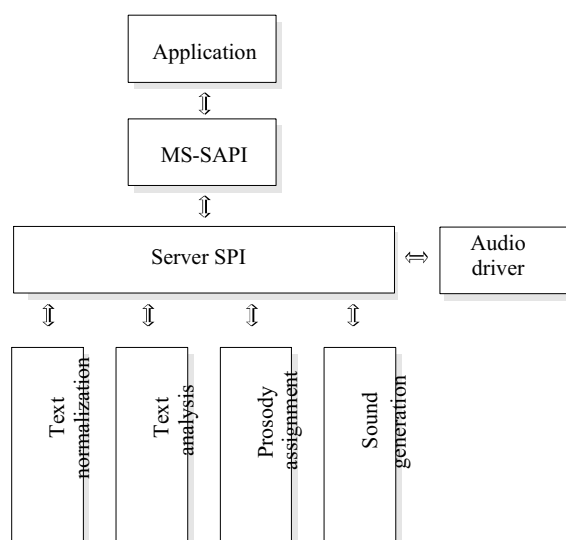 Application
MS-SAPI
Server SPI
Audio
driver
Text
normalization
Text
analysis
Prosody
assignment
Sound
generation